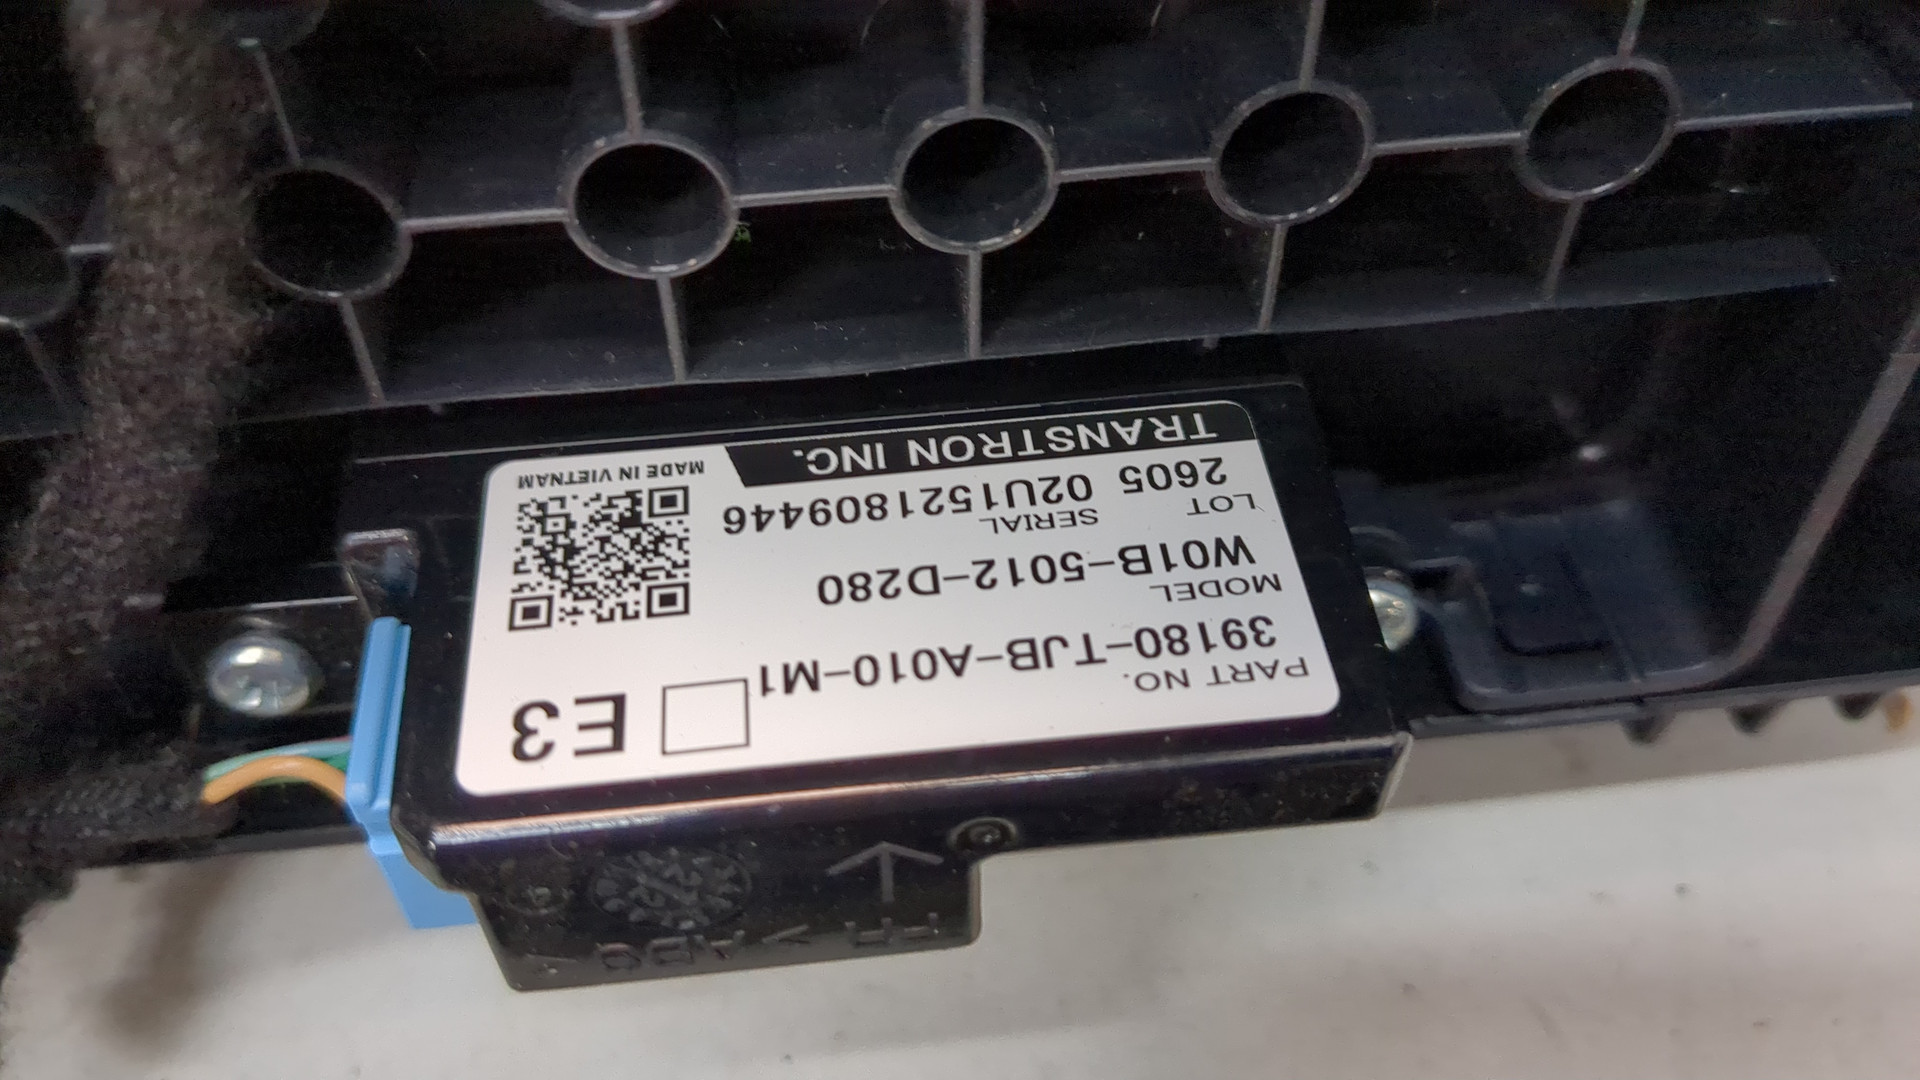 PART NO.
39180-TJB-A010-M1
E3
MODEL
W01B-5012-D280
LOT SERIAL
2605 02U1521809446
TRANSTRON INC.
MADE IN VIETNAM
FR